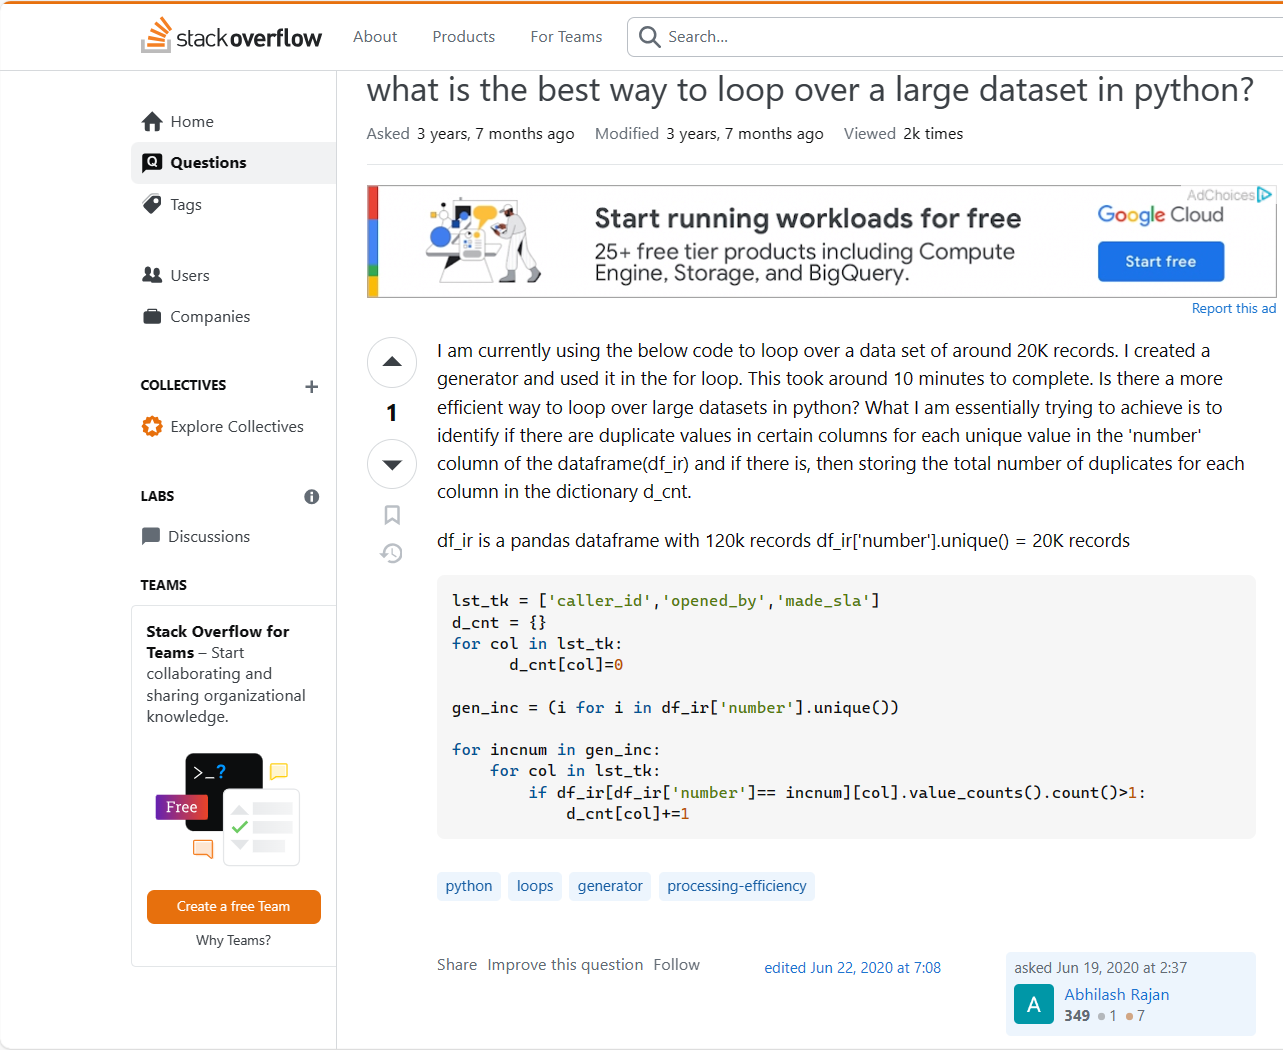 stackoverflow About Products For Teams Search...
Home
Questions
Tags
Users
Companies
COLLECTIVES
Explore Collectives
LABS
Discussions
TEAMS
Stack Overflow for
Teams – Start
collaborating and
sharing organizational
knowledge.
>_?
Free
Create a free Team
Why Teams?
what is the best way to loop over a large dataset in python?
Asked 3 years, 7 months ago Modified 3 years, 7 months ago Viewed 2k times
AdChoices
Start running workloads for free
25+ free tier products including Compute
Engine, Storage, and BigQuery.
Google Cloud
Start free
Report this ad
1
I am currently using the below code to loop over a data set of around 20K records. I created a
generator and used it in the for loop. This took around 10 minutes to complete. Is there a more
efficient way to loop over large datasets in python? What I am essentially trying to achieve is to
identify if there are duplicate values in certain columns for each unique value in the 'number'
column of the dataframe(df_ir) and if there is, then storing the total number of duplicates for each
column in the dictionary d_cnt.
df_ir is a pandas dataframe with 120k records df_ir['number'].unique() = 20K records
lst_tk = ['caller_id','opened_by','made_sla']
d_cnt = {}
for col in lst_tk:
      d_cnt[col]=0
gen_inc = (i for i in df_ir['number'].unique())
for incnum in gen_inc:
    for col in lst_tk:
        if df_ir[df_ir['number']== incnum][col].value_counts().count()>1:
            d_cnt[col]+=1
python loops generator processing-efficiency
Share Improve this question Follow
edited Jun 22, 2020 at 7:08
asked Jun 19, 2020 at 2:37
A
Abhilash Rajan
349 1 7